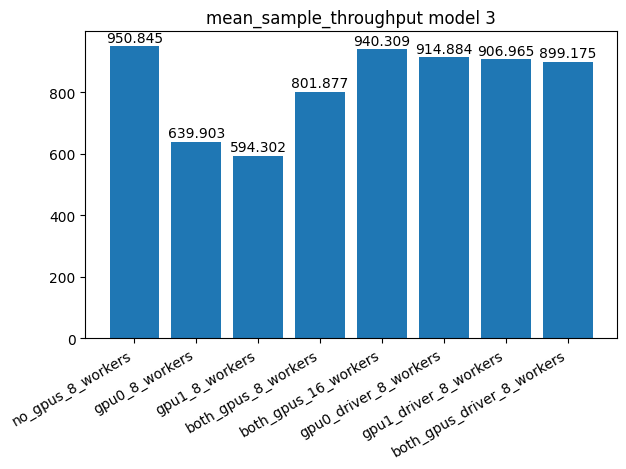 mean_sample_throughput model 3
950.845
639.903
594.302
801.877
940.309
914.884
906.965
899.175
800
600
400
200
0
no_gpus_8_workers
gpu0_8_workers
gpu1_8_workers
both_gpus_8_workers
both_gpus_16_workers
gpu0_driver_8_workers
gpu1_driver_8_workers
both_gpus_driver_8_workers